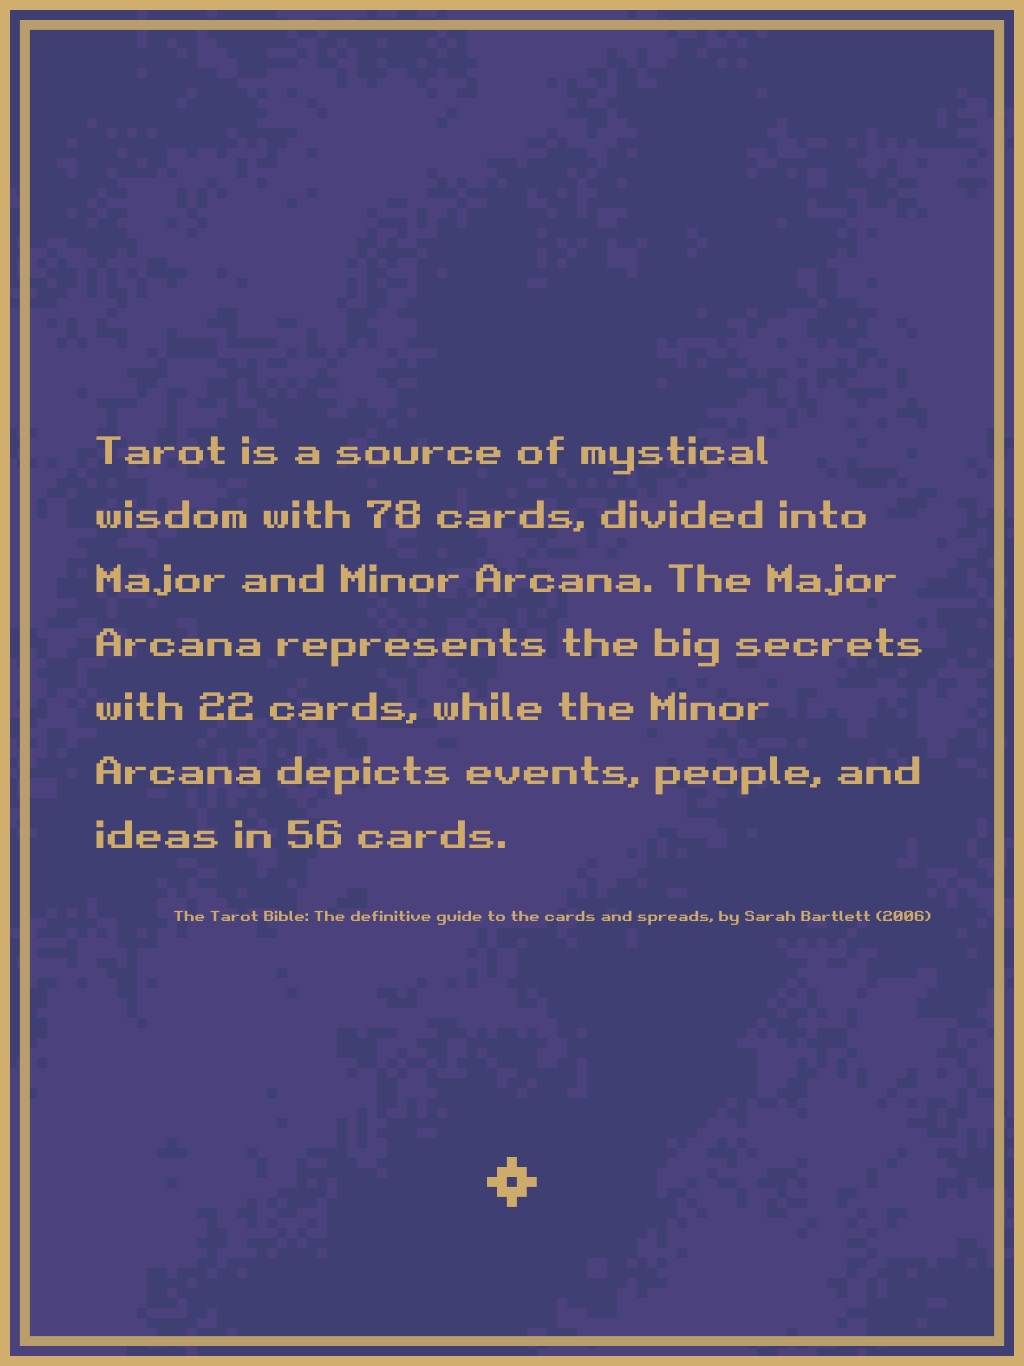 Tarot is a source of mystical
wisdom with 78 cards, divided into
Major and Minor Arcana. The Major
Arcana represents the big secrets
with 22 cards, while the Minor
Arcana depicts events, people, and
ideas in 56 cards.
The Tarot Bible: The definitive guide to the cards and spreads, by Sarah Bartlett (2006)